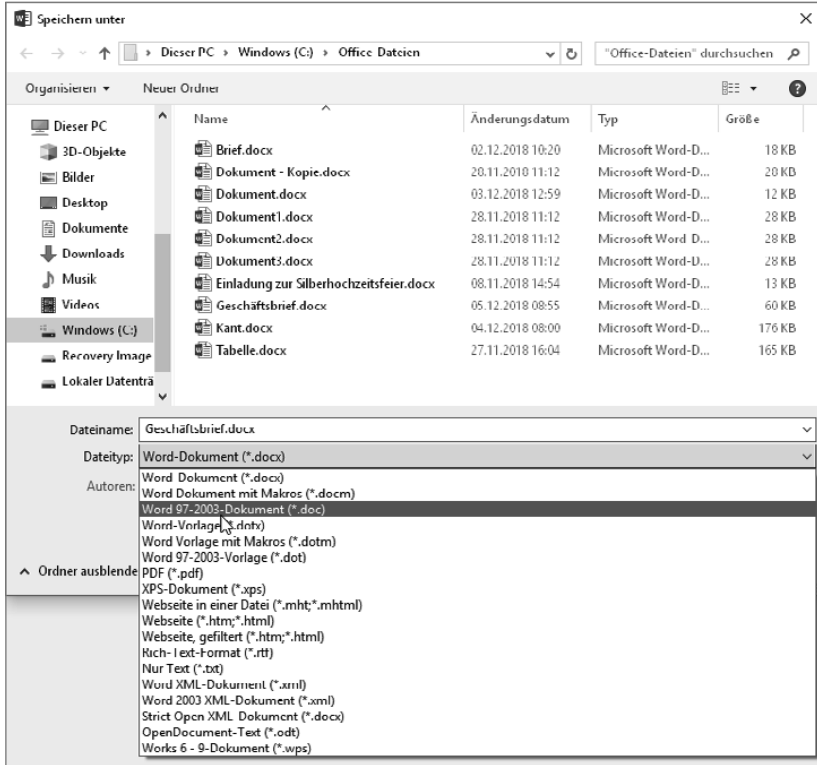 Speichern unter
Dieser PC › Windows (C:) › Office-Dateien
"Office-Dateien" durchsuchen
Organisieren
Neuer Ordner
Name Änderungsdatum Typ Größe
Dieser PC
3D-Objekte
Bilder
Desktop
Dokumente
Downloads
Musik
Videos
Windows (C:)
Recovery Image
Lokaler Datenträ
Brief.docx 02.12.2018 10:20 Microsoft Word-D... 18 KB
Dokument - Kopie.docx 28.11.2018 11:12 Microsoft Word-D... 28 KB
Dokument.docx 03.12.2018 12:59 Microsoft Word-D... 12 KB
Dokument1.docx 28.11.2018 11:12 Microsoft Word-D... 28 KB
Dokument2.docx 28.11.2018 11:12 Microsoft Word-D... 28 KB
Dokument3.docx 28.11.2018 11:12 Microsoft Word-D... 28 KB
Einladung zur Silberhochzeitsfeier.docx 08.11.2018 14:54 Microsoft Word-D... 13 KB
Geschäftsbrief.docx 05.12.2018 08:55 Microsoft Word-D... 60 KB
Kant.docx 04.12.2018 08:00 Microsoft Word-D... 176 KB
Tabelle.docx 27.11.2018 16:04 Microsoft Word-D... 165 KB
Dateiname: Geschäftsbrief.docx
Dateityp: Word-Dokument (*.docx)
Autoren:
Word-Dokument (*.docx)
Word-Dokument mit Makros (*.docm)
Word 97-2003-Dokument (*.doc)
Word-Vorlage (*.dotx)
Word-Vorlage mit Makros (*.dotm)
Word 97-2003-Vorlage (*.dot)
PDF (*.pdf)
XPS-Dokument (*.xps)
Webseite in einer Datei (*.mht;*.mhtml)
Webseite (*.htm;*.html)
Webseite, gefiltert (*.htm;*.html)
Rich-Text-Format (*.rtf)
Nur Text (*.txt)
Word XML-Dokument (*.xml)
Word 2003 XML-Dokument (*.xml)
Strict Open XML-Dokument (*.docx)
OpenDocument-Text (*.odt)
Works 6 - 9-Dokument (*.wps)
Ordner ausblende